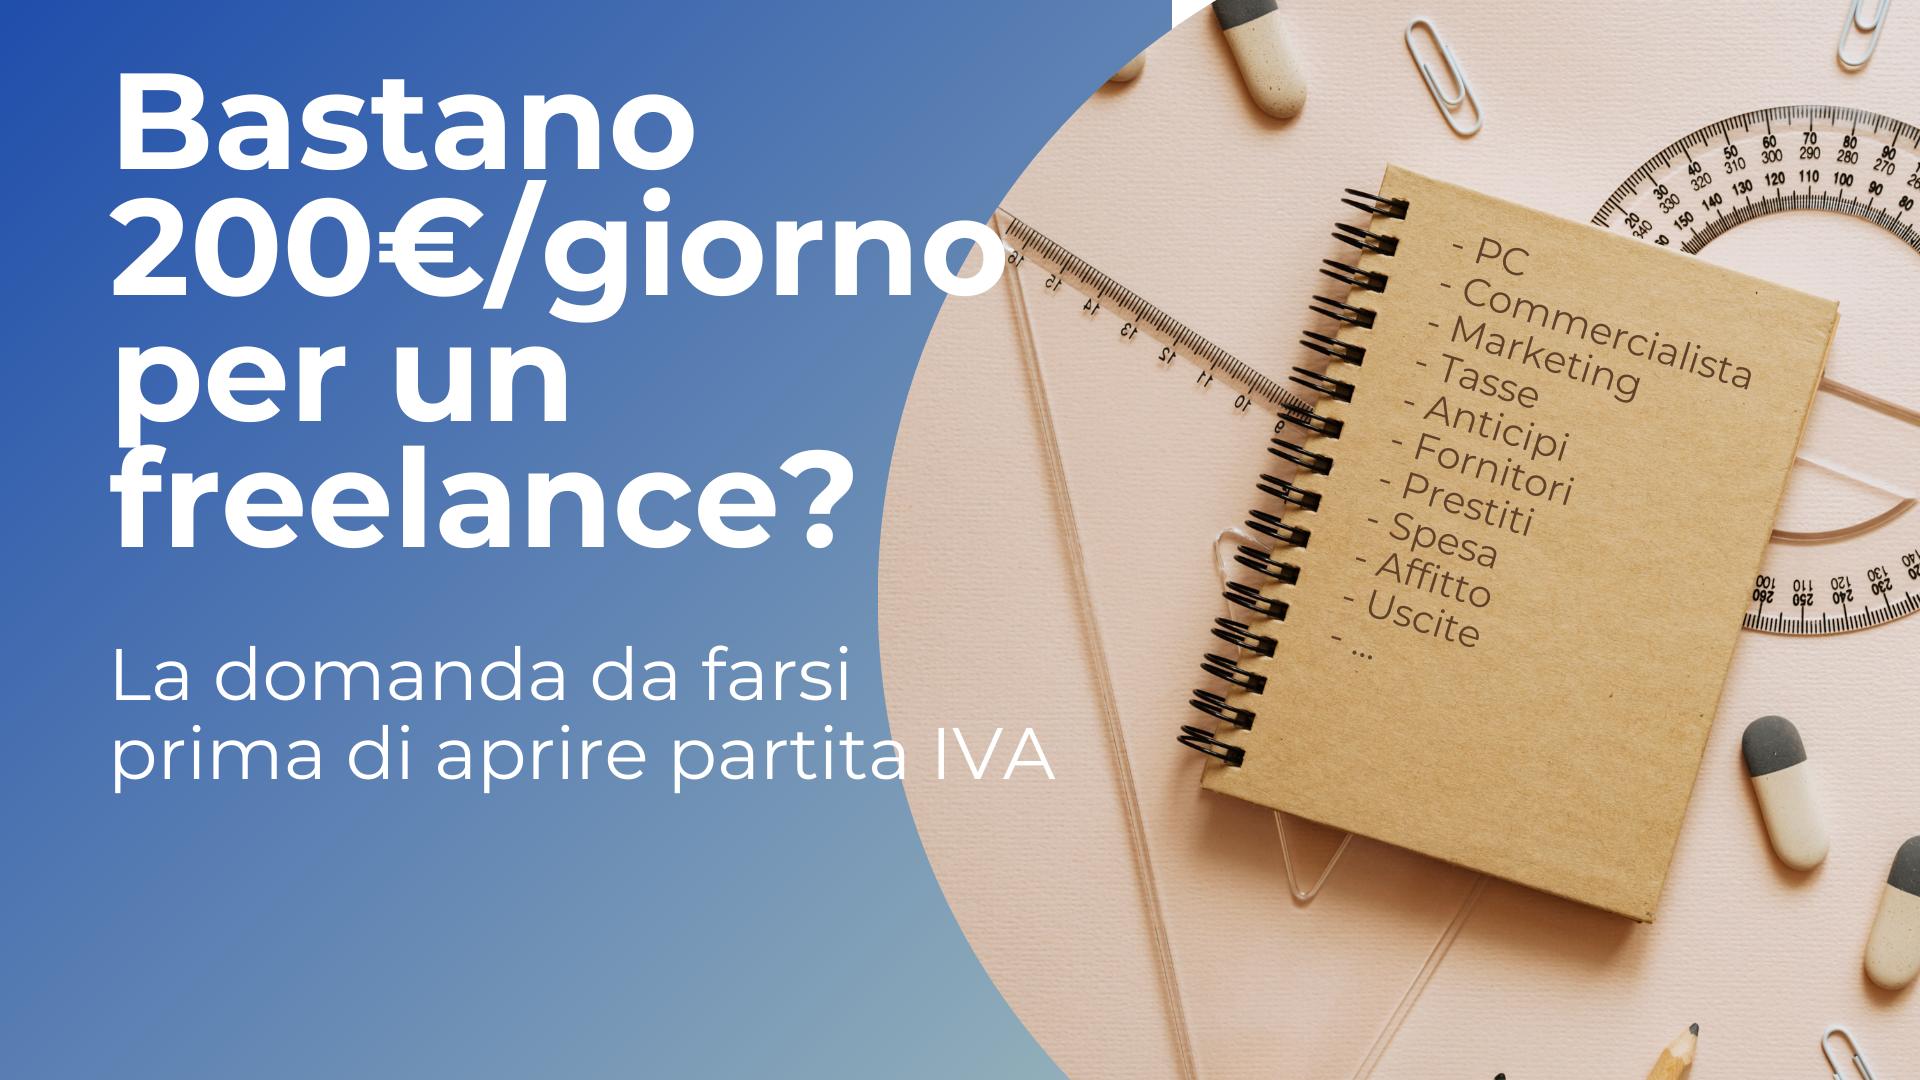 Bastano
200€/giorno
per un
freelance?
La domanda da farsi
prima di aprire partita IVA
- PC
- Commercialista
- Marketing
- Tasse
- Anticipi
- Fornitori
- Prestiti
- Spesa
- Affitto
- Uscite
- ...